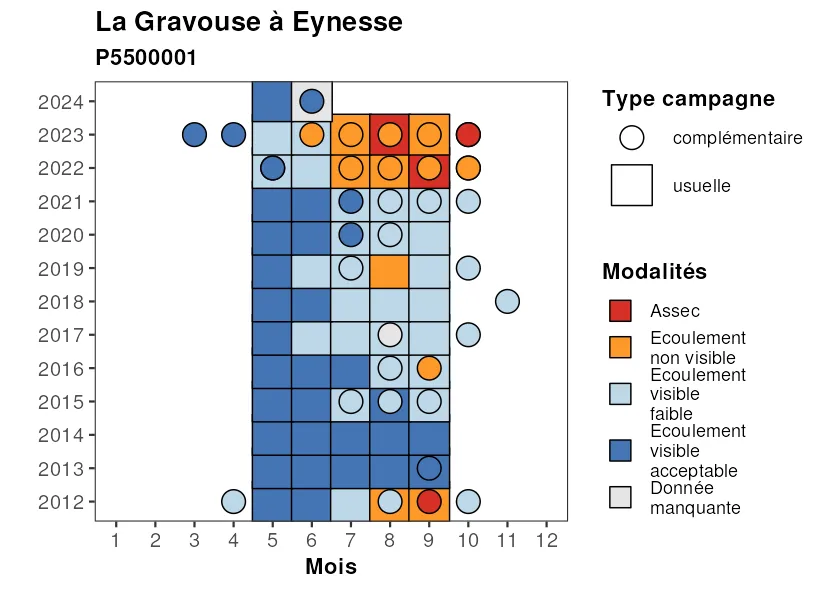 La Gravouse à Eynesse
P5500001
2024
2023
2022
2021
2020
2019
2018
2017
2016
2015
2014
2013
2012
1 2 3 4 5 6 7 8 9 10 11 12
Mois
Type campagne
complémentaire
usuelle
Modalités
Assec
Ecoulement
non visible
Ecoulement
visible
faible
Ecoulement
visible
acceptable
Donnée
manquante